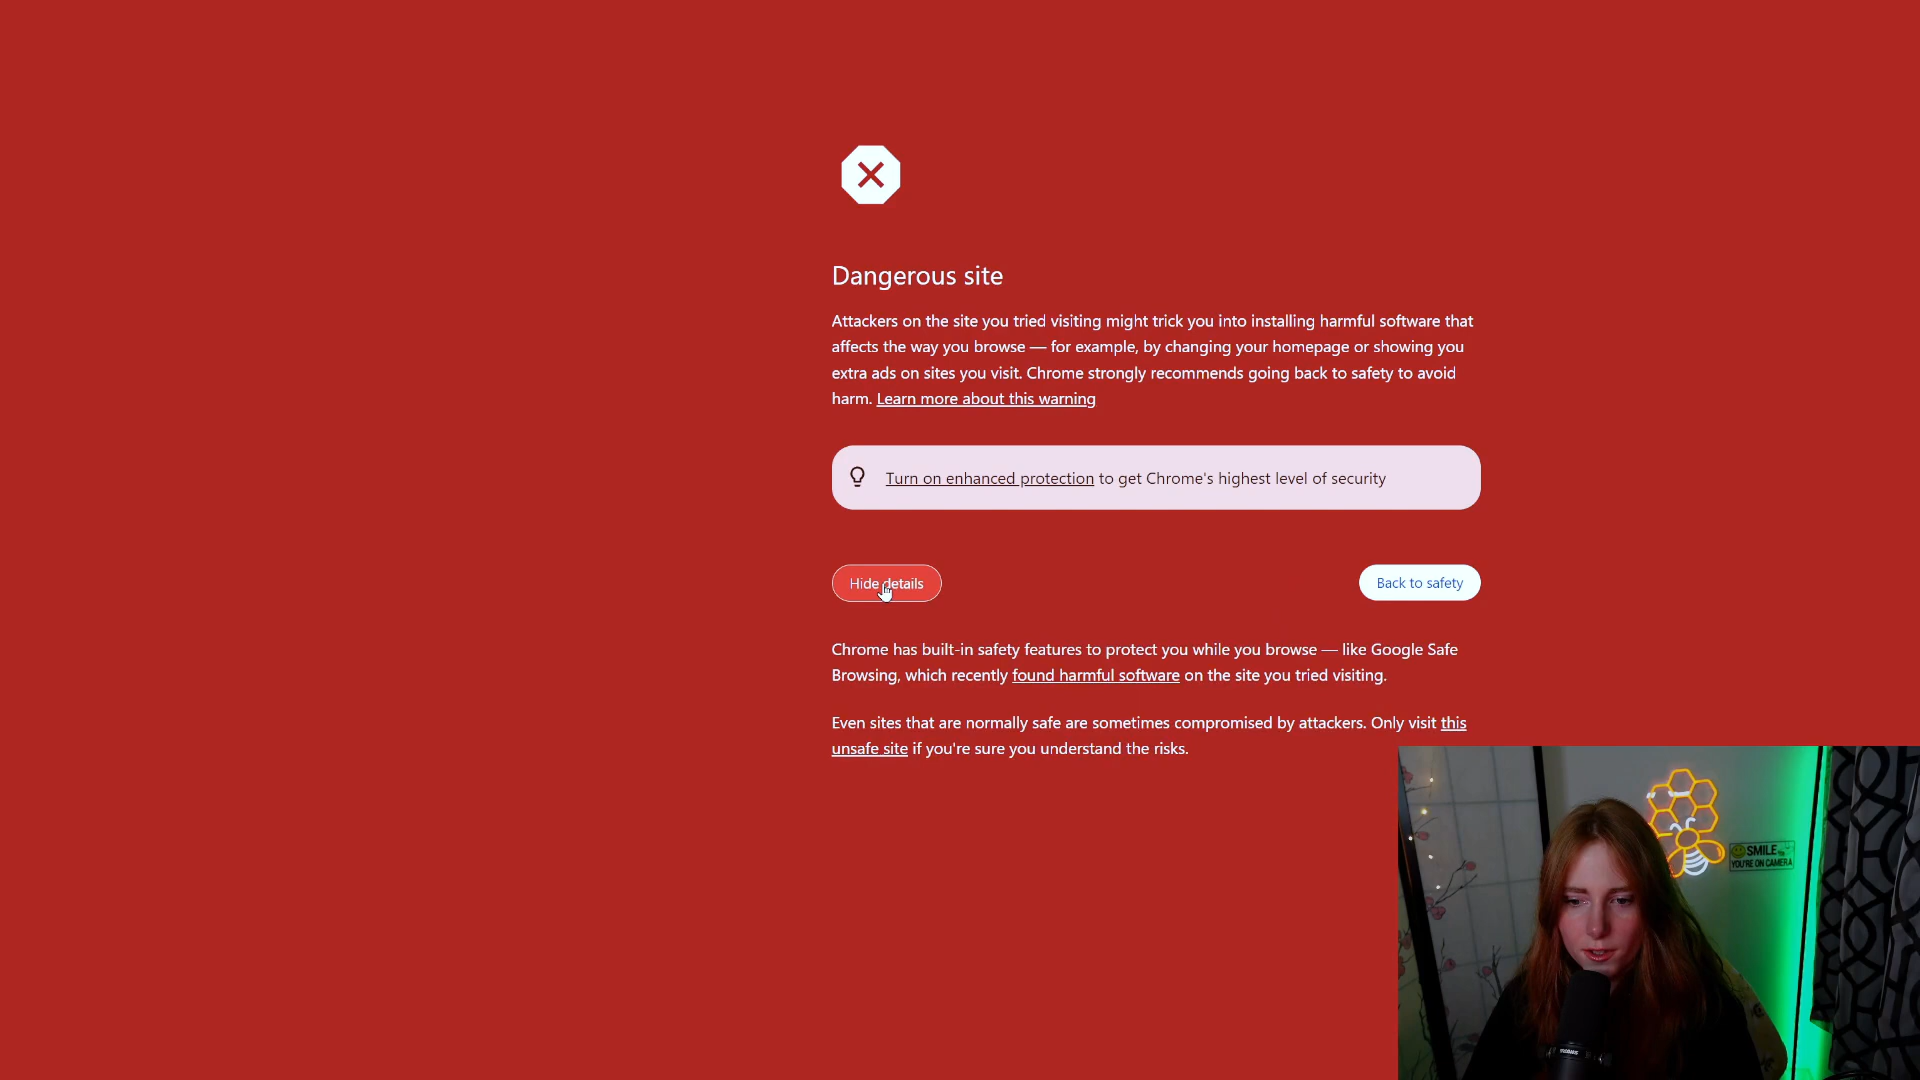 Dangerous site
Attackers on the site you tried visiting might trick you into installing harmful software that
affects the way you browse — for example, by changing your homepage or showing you
extra ads on sites you visit. Chrome strongly recommends going back to safety to avoid
harm. Learn more about this warning
Turn on enhanced protection to get Chrome's highest level of security
Hide details
Back to safety
Chrome has built-in safety features to protect you while you browse — like Google Safe
Browsing, which recently found harmful software on the site you tried visiting.
Even sites that are normally safe are sometimes compromised by attackers. Only visit this
unsafe site if you're sure you understand the risks.
SMILE
YOU'RE ON CAMERA